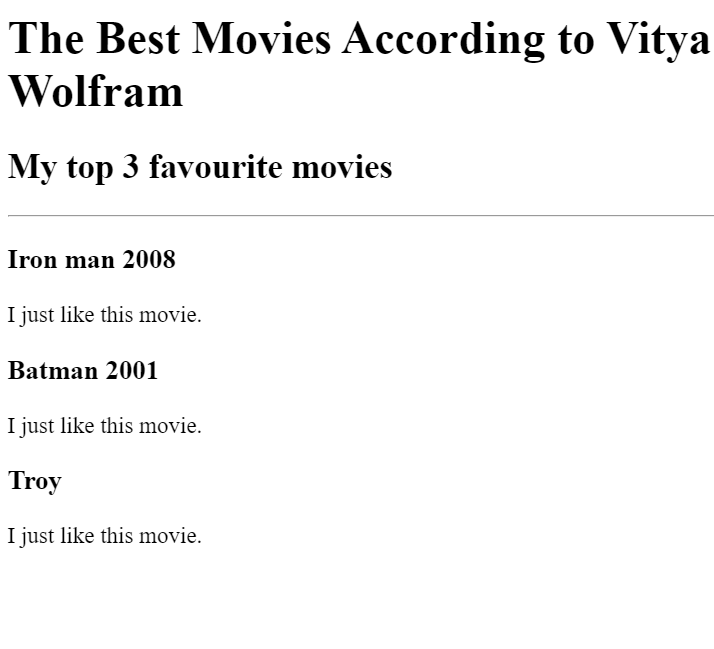 The Best Movies According to Vitya
Wolfram
My top 3 favourite movies
Iron man 2008
I just like this movie.
Batman 2001
I just like this movie.
Troy
I just like this movie.